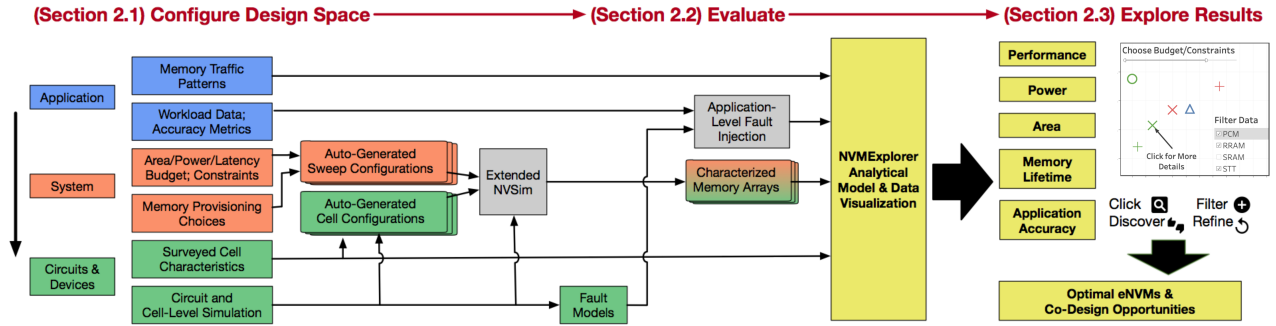 (Section 2.1) Configure Design Space
(Section 2.2) Evaluate
(Section 2.3) Explore Results
Application
System
Circuits &
Devices
Memory Traffic
Patterns
Workload Data;
Accuracy Metrics
Area/Power/Latency
Budget; Constraints
Memory Provisioning
Choices
Surveyed Cell
Characteristics
Circuit and
Cell-Level Simulation
Auto-Generated
Sweep Configurations
Auto-Generated
Cell Configurations
Extended
NVSim
Fault
Models
Application-
Level Fault
Injection
Characterized
Memory Arrays
NVMExplorer
Analytical
Model & Data
Visualization
Performance
Power
Area
Memory
Lifetime
Application
Accuracy
Choose Budget/Constraints
Click for More
Details
Filter Data
PCM
RRAM
SRAM
STT
Click
Filter
Discover
Refine
Optimal eNVMs &
Co-Design Opportunities